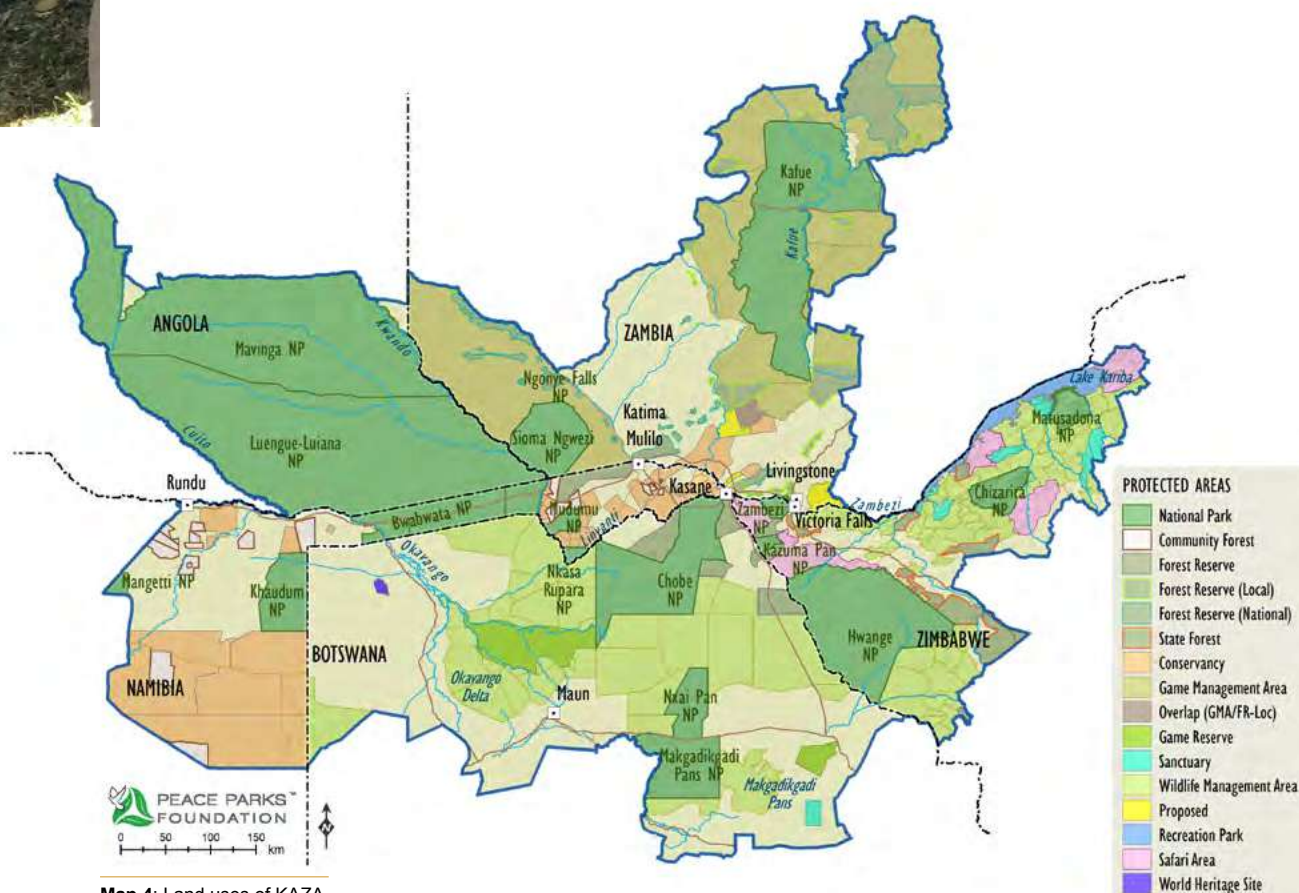 Kafue
NP
Kafue
ANGOLA
Mavinga NP
Kwando
ZAMBIA
Lake Kariba
Ngonye Falls
NP
Matusadona
NP
Katima
Mulilo
Cuito
Luengue-Luiana
NP
Sioma Ngwezi
NP
Livingstone
Rundu
Kasane
Chizarira
NP
Zambezi
Bwabwata NP
Mudumu
NP
Linyanti
Zambezi
NP
Victoria Falls
Okavango
Kazuma Pan
NP
Mangetti NP
Khaudum
NP
Nkasa
Rupara
NP
Chobe
NP
Hwange
NP
ZIMBABWE
BOTSWANA
NAMIBIA
Okavango
Delta
Maun
Nxai Pan
NP
Makgadikgadi
Pans NP
Makgadikgadi
Pans
PROTECTED AREAS
National Park
Community Forest
Forest Reserve
Forest Reserve (Local)
Forest Reserve (National)
State Forest
Conservancy
Game Management Area
Overlap (GMA/FR-Loc)
Game Reserve
Sanctuary
Wildlife Management Area
Proposed
Recreation Park
Safari Area
World Heritage Site
PEACE PARKS™
FOUNDATION
0 50 100 150
km
N
Map 4: Land uses of KAZA